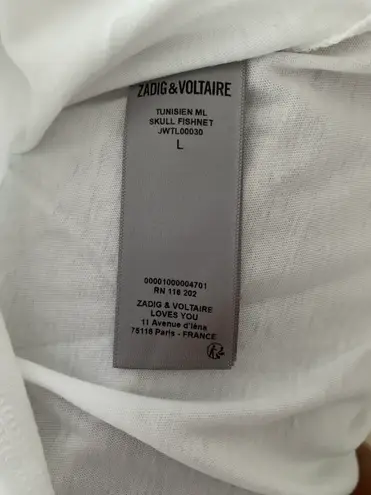 ZADIG & VOLTAIRE
TUNISIEN ML
SKULL FISHNET
JWTL00030
L
00001000004701
RN 116 202
ZADIG & VOLTAIRE
LOVES YOU
11 Avenue d'Iéna
75116 Paris - FRANCE